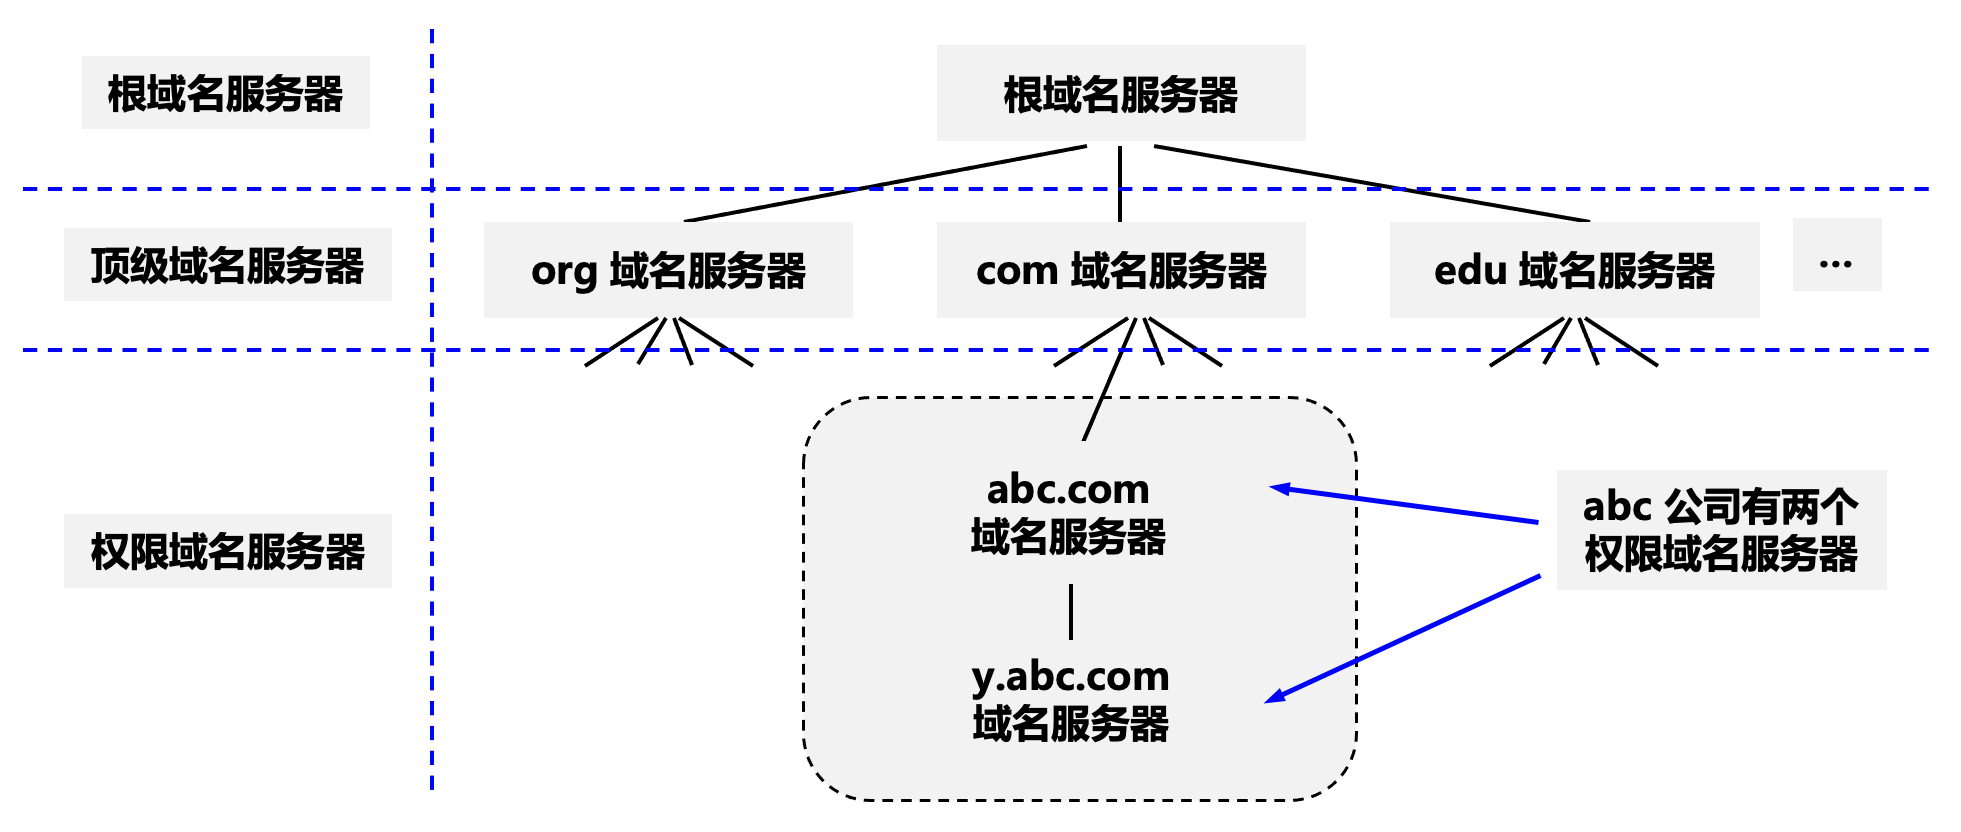 根域名服务器
根域名服务器
顶级域名服务器
org 域名服务器
com 域名服务器
edu 域名服务器
...
权限域名服务器
abc.com
域名服务器
y.abc.com
域名服务器
abc 公司有两个
权限域名服务器